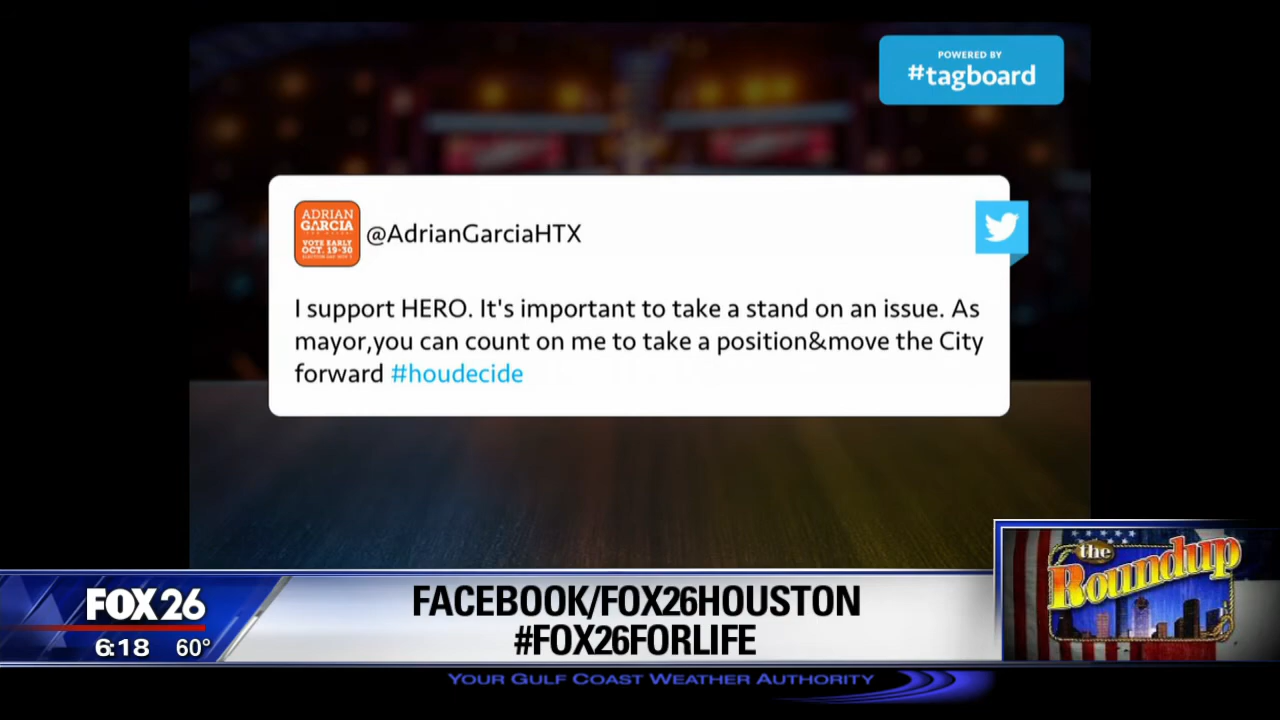 POWERED BY
#tagboard
ADRIAN
GARCIA
VOTE EARLY
OCT. 19-30
@AdrianGarciaHTX
I support HERO. It's important to take a stand on an issue. As
mayor,you can count on me to take a position&move the City
forward #houdecide
the
Roundup
FOX 26
FACEBOOK/FOX26HOUSTON
#FOX26FORLIFE
6:18 60°
YOUR GULF COAST WEATHER AUTHORITY